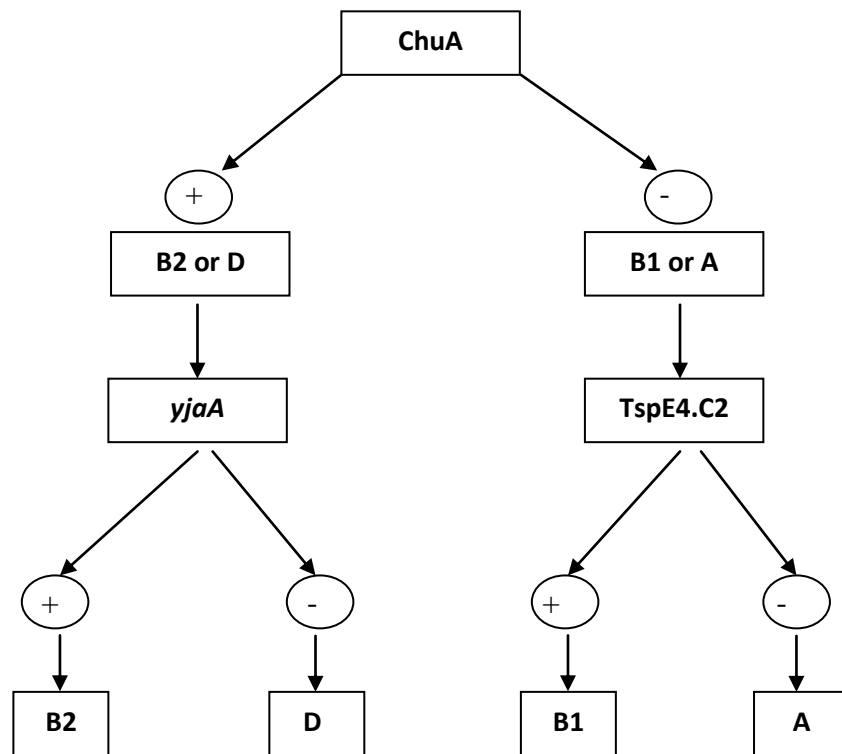 ChuA
+ -
B2 or D B1 or A
yjaA TspE4.C2
+ - + -
B2 D B1 A